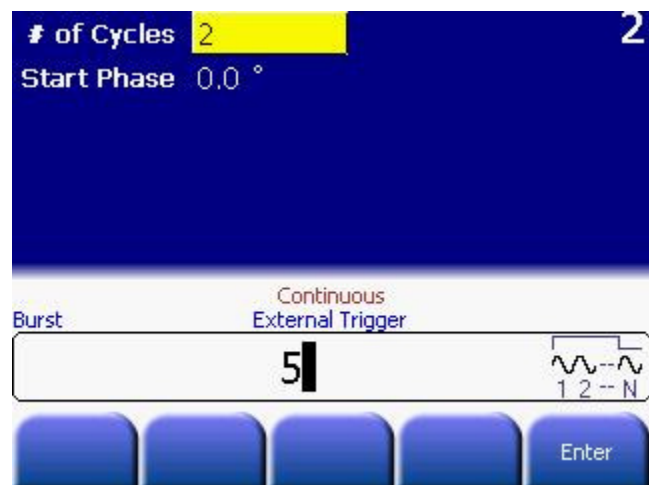 # of Cycles 2 2
Start Phase 0.0 °
Continuous
Burst External Trigger
5
1 2 -- N
Enter